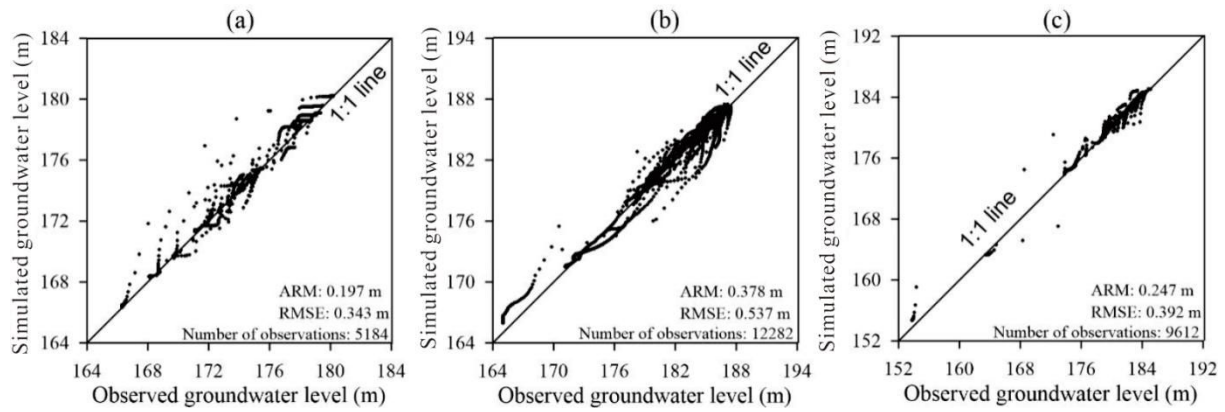 (a)
Simulated groundwater level (m)
184
180
176
172
168
164
1:1 line
ARM: 0.197 m
RMSE: 0.343 m
Number of observations: 5184
164 168 172 176 180 184
Observed groundwater level (m)
(b)
Simulated groundwater level (m)
194
188
182
176
170
164
1:1 line
ARM: 0.378 m
RMSE: 0.537 m
Number of observations: 12282
164 170 176 182 188 194
Observed groundwater level (m)
(c)
Simulated groundwater level (m)
192
184
176
168
160
152
1:1 line
ARM: 0.247 m
RMSE: 0.392 m
Number of observations: 9612
152 160 168 176 184 192
Observed groundwater level (m)